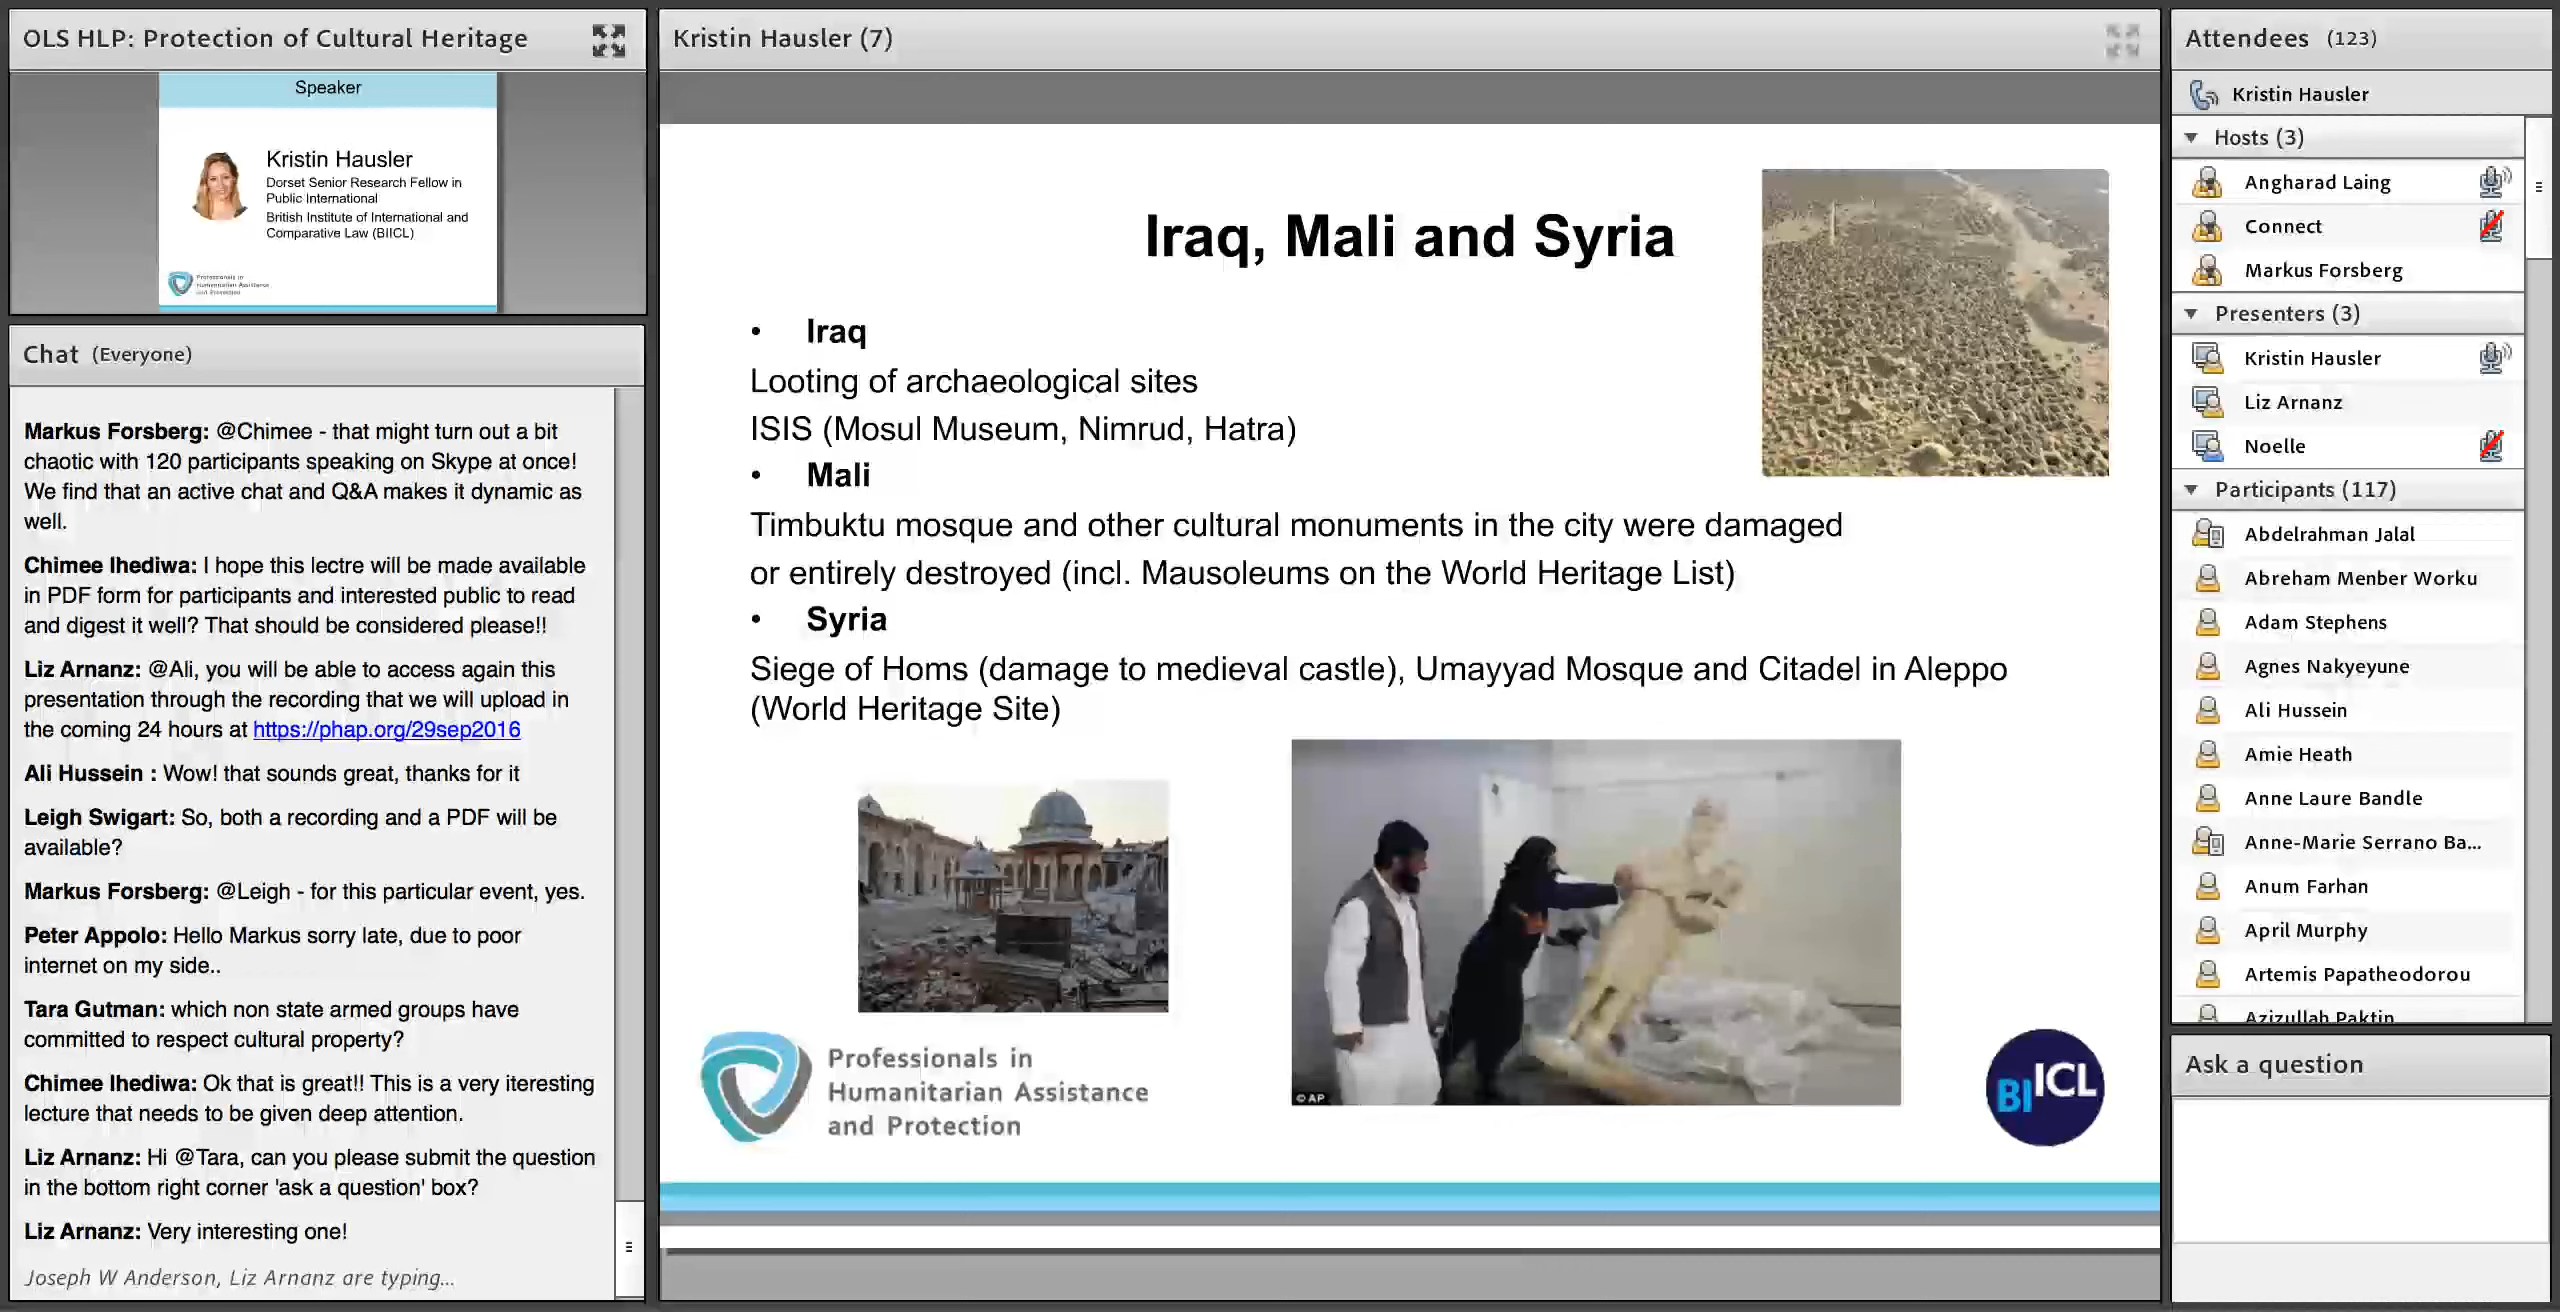 OLS HLP: Protection of Cultural Heritage
Speaker
Kristin Hausler
Dorset Senior Research Fellow in
Public International
British Institute of International and
Comparative Law (BIICL)
Professionals in
Humanitarian Assistance
and Protection
Chat (Everyone)
Markus Forsberg: @Chimee - that might turn out a bit
chaotic with 120 participants speaking on Skype at once!
We find that an active chat and Q&A makes it dynamic as
well.
Chimee Ihediwa: I hope this lectre will be made available
in PDF form for participants and interested public to read
and digest it well? That should be considered please!!
Liz Arnanz: @Ali, you will be able to access again this
presentation through the recording that we will upload in
the coming 24 hours at https://phap.org/29sep2016
Ali Hussein : Wow! that sounds great, thanks for it
Leigh Swigart: So, both a recording and a PDF will be
available?
Markus Forsberg: @Leigh - for this particular event, yes.
Peter Appolo: Hello Markus sorry late, due to poor
internet on my side..
Tara Gutman: which non state armed groups have
committed to respect cultural property?
Chimee Ihediwa: Ok that is great!! This is a very iteresting
lecture that needs to be given deep attention.
Liz Arnanz: Hi @Tara, can you please submit the question
in the bottom right corner 'ask a question' box?
Liz Arnanz: Very interesting one!
Joseph W Anderson, Liz Arnanz are typing...
Kristin Hausler (7)
Iraq, Mali and Syria
• Iraq
Looting of archaeological sites
ISIS (Mosul Museum, Nimrud, Hatra)
• Mali
Timbuktu mosque and other cultural monuments in the city were damaged
or entirely destroyed (incl. Mausoleums on the World Heritage List)
• Syria
Siege of Homs (damage to medieval castle), Umayyad Mosque and Citadel in Aleppo
(World Heritage Site)
© AP
Professionals in
Humanitarian Assistance
and Protection
BIICL
Attendees (123)
Kristin Hausler
Hosts (3)
Angharad Laing
Connect
Markus Forsberg
Presenters (3)
Kristin Hausler
Liz Arnanz
Noelle
Participants (117)
Abdelrahman Jalal
Abreham Menber Worku
Adam Stephens
Agnes Nakyeyune
Ali Hussein
Amie Heath
Anne Laure Bandle
Anne-Marie Serrano Ba...
Anum Farhan
April Murphy
Artemis Papatheodorou
Azizullah Paktin
Ask a question